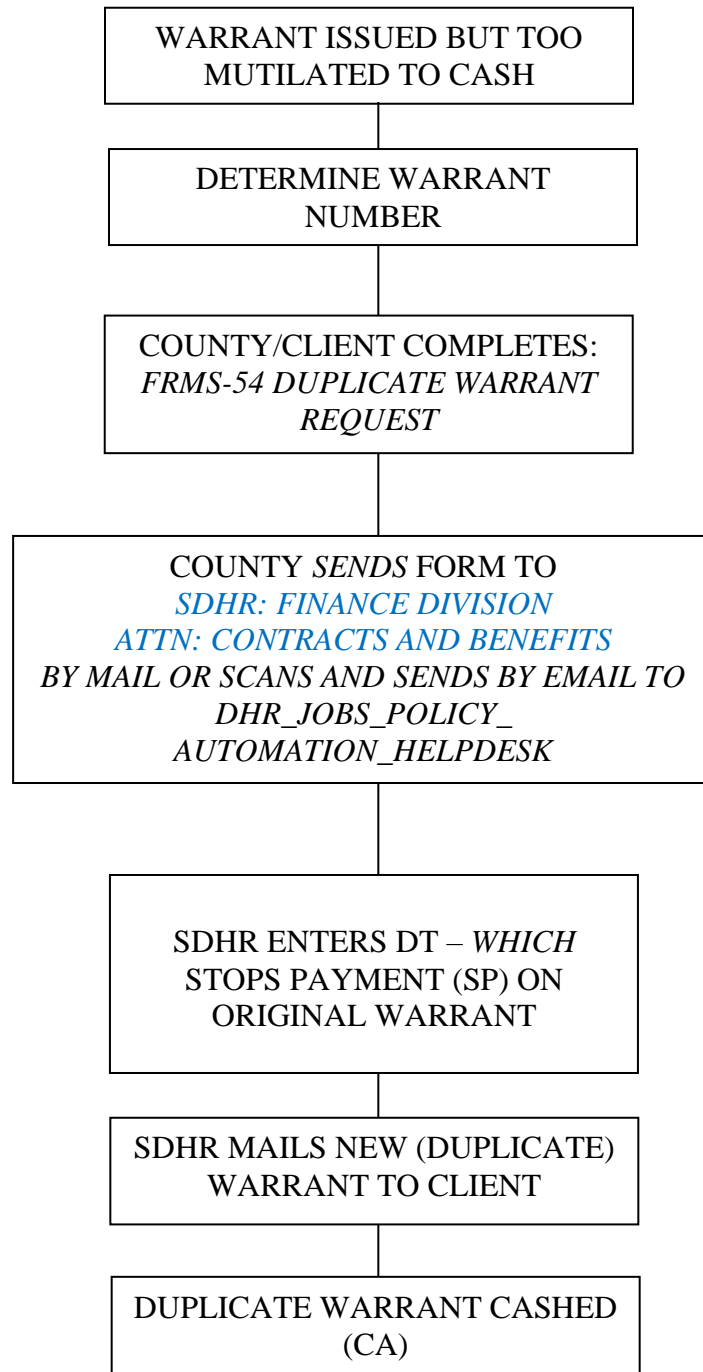 WARRANT ISSUED BUT TOO
MUTILATED TO CASH
DETERMINE WARRANT
NUMBER
COUNTY/CLIENT COMPLETES:
FRMS-54 DUPLICATE WARRANT
REQUEST
COUNTY SENDS FORM TO
SDHR: FINANCE DIVISION
ATTN: CONTRACTS AND BENEFITS
BY MAIL OR SCANS AND SENDS BY EMAIL TO
DHR_JOBS_POLICY_
AUTOMATION_HELPDESK
SDHR ENTERS DT – WHICH
STOPS PAYMENT (SP) ON
ORIGINAL WARRANT
SDHR MAILS NEW (DUPLICATE)
WARRANT TO CLIENT
DUPLICATE WARRANT CASHED
(CA)